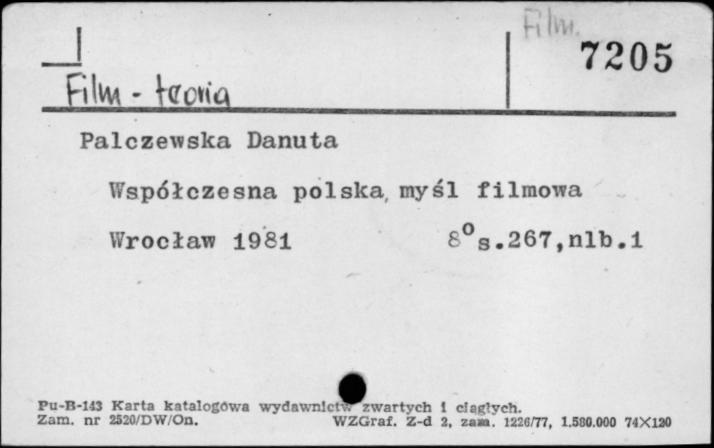 Film.
7205
Film - teoria
Palczewska Danuta
Współczesna polska, myśl filmowa
Wrocław 1981 8° s.267,nlb.1
Pu-B-143 Karta katalogowa wydawnictw zwartych i ciągłych.
Zam. nr 2520/DW/On. WZGraf. Z-d 2, zam. 1226/77, 1.580.000 74X120